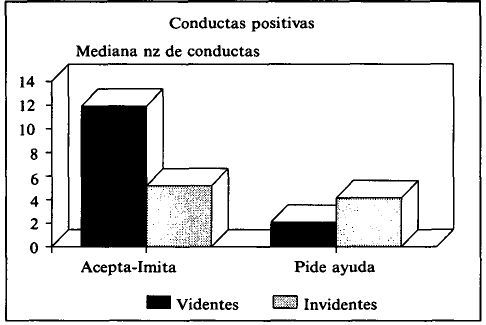 Conductas positivas
Mediana nz de conductas
14
12
10
8
6
4
2
0
Acepta-Imita Pide ayuda
Videntes Invidentes